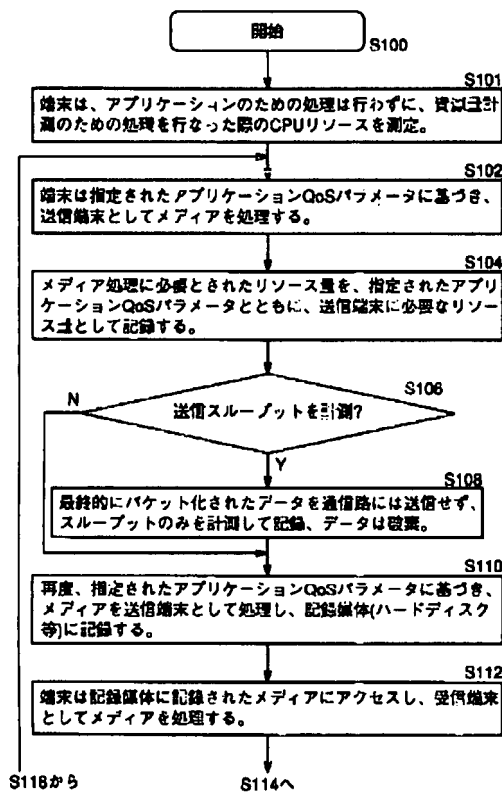 開始
S100
S101
端末は、アプリケーションのための処理は行わずに、資源量計
測のための処理を行なった際のCPUリソースを測定。
S102
端末は指定されたアプリケーションQoSパラメータに基づき、
送信端末としてメディアを処理する。
S104
メディア処理に必要とされたリソース量を、指定されたアプリ
ケーションQoSパラメータとともに、送信端末に必要なリソー
ス量として記録する。
S106
N
送信スループットを計測?
Y
S108
最終的にパケット化されたデータを通信路には送信せず、
スループットのみを計測して記録、データは破棄。
S110
再度、指定されたアプリケーションQoSパラメータに基づき、
メディアを送信端末として処理し、記録媒体(ハードディスク
等)に記録する。
S112
端末は記録媒体に記録されたメディアにアクセスし、受信端末
としてメディアを処理する。
S118から
S114へ